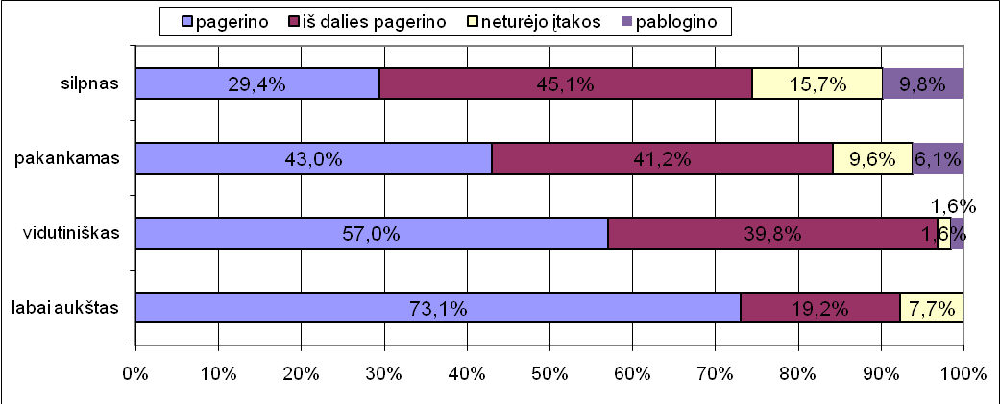 pagerino iš dalies pagerino neturėjo įtakos pablogino
silpnas 29,4% 45,1% 15,7% 9,8%
pakankamas 43,0% 41,2% 9,6% 6,1%
1,6%
vidutiniškas 57,0% 39,8% 1,6%
labai aukštas 73,1% 19,2% 7,7%
0% 10% 20% 30% 40% 50% 60% 70% 80% 90% 100%